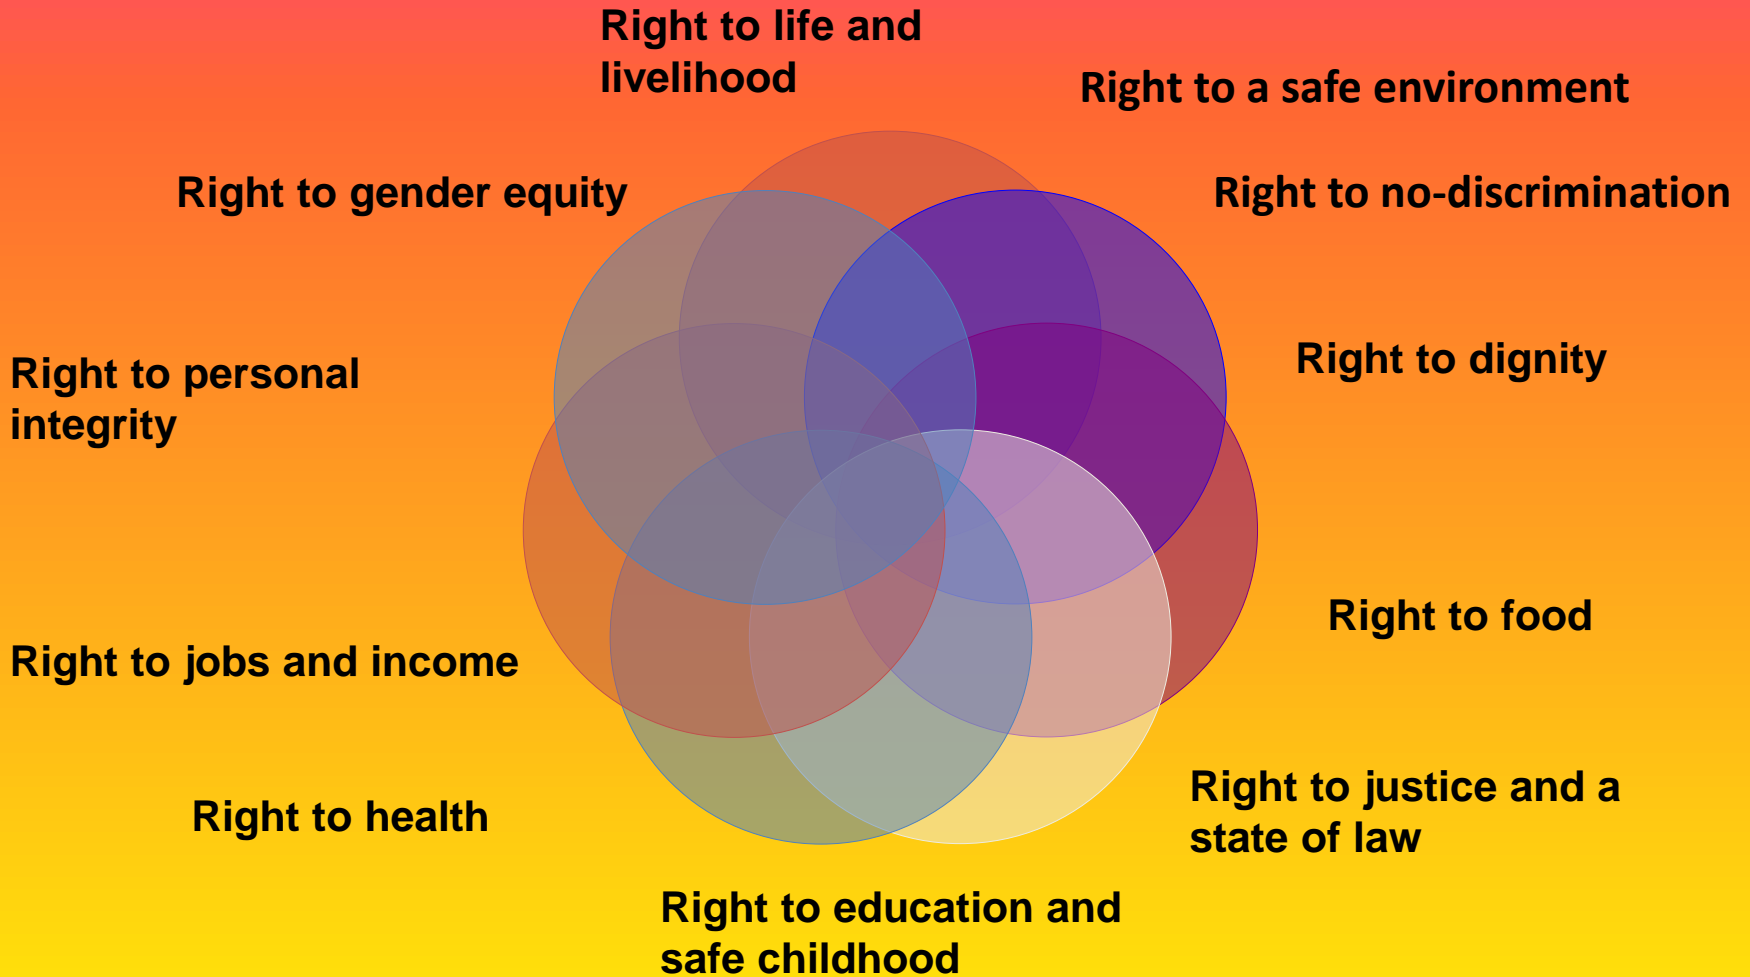 Right to life and
livelihood
Right to a safe environment
Right to gender equity
Right to no-discrimination
Right to dignity
Right to personal
integrity
Right to food
Right to jobs and income
Right to justice and a
state of law
Right to health
Right to education and
safe childhood